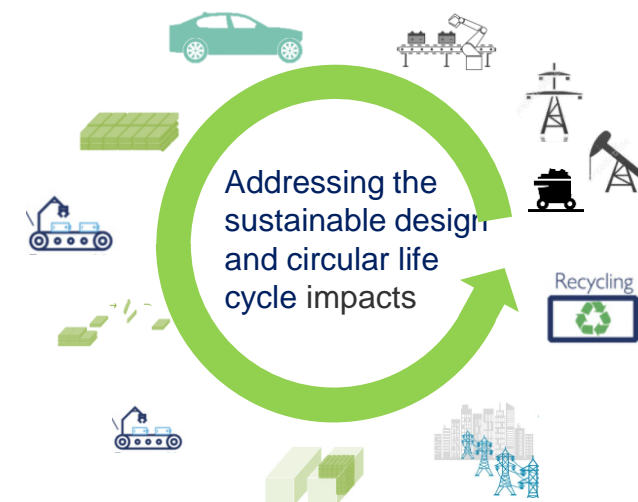 Addressing the
sustainable design
and circular life
cycle impacts
Recycling